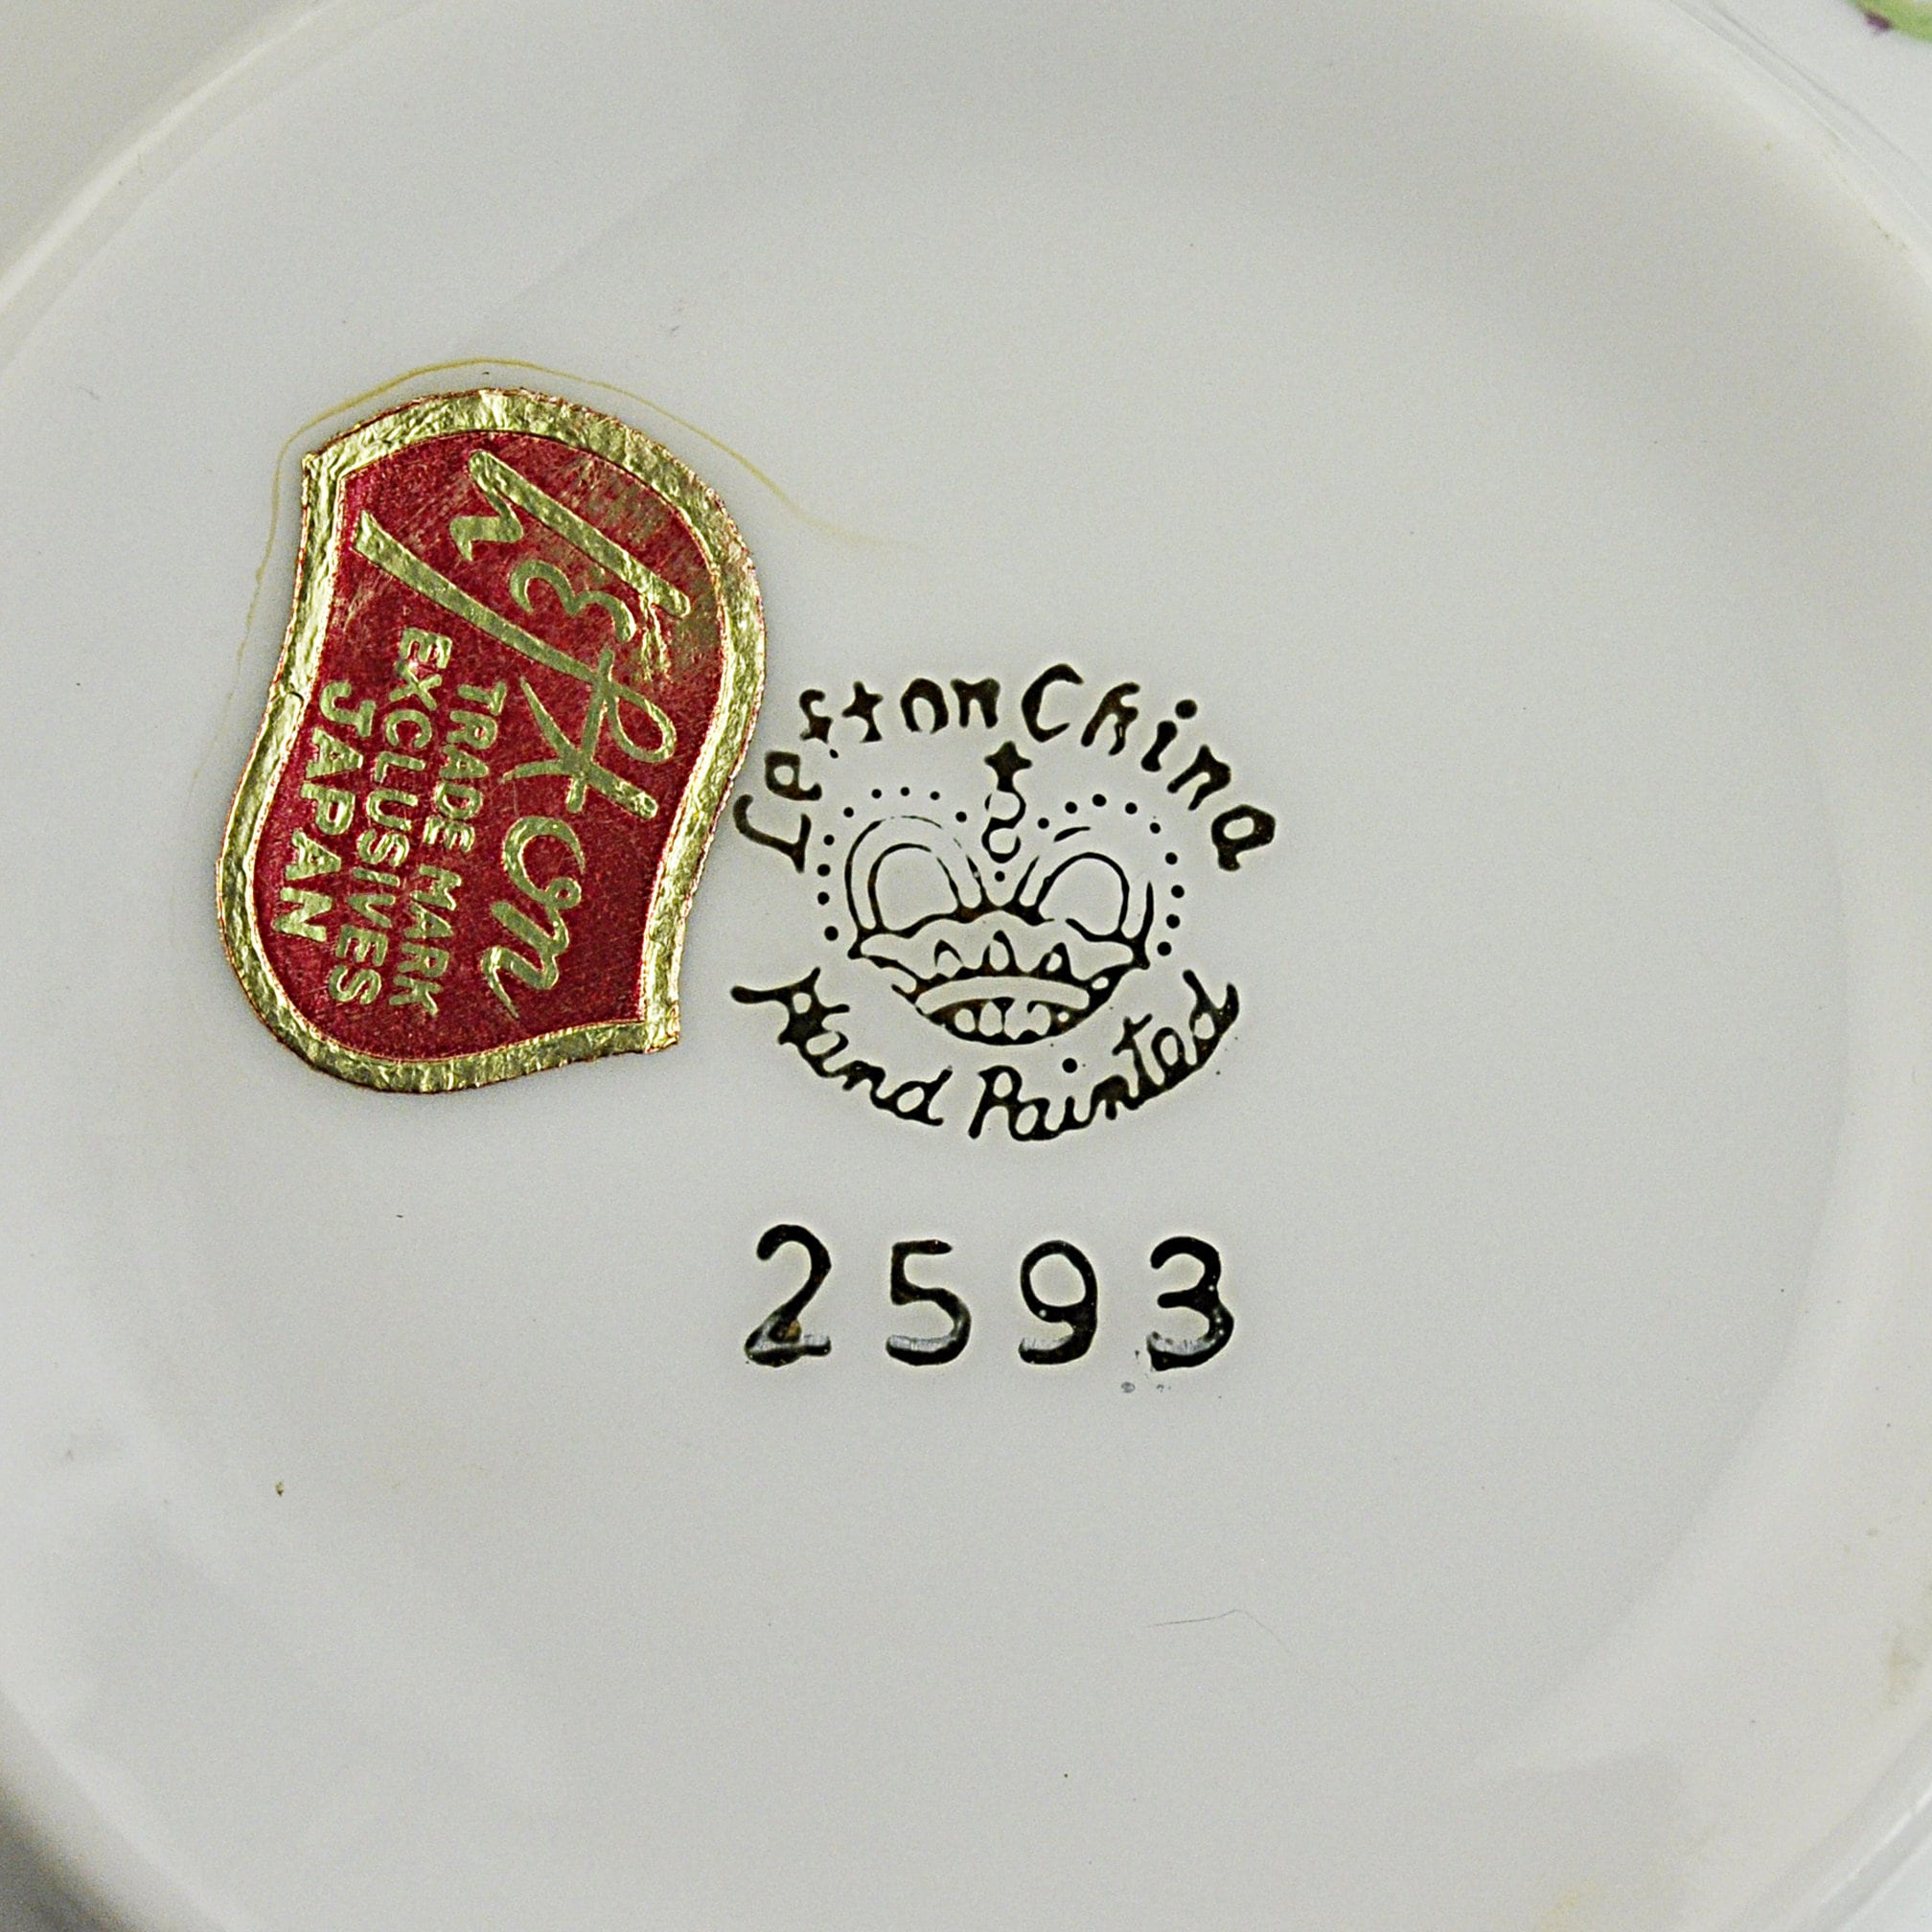 Lefton
TRADE MARK
EXCLUSIVES
JAPAN
Lefton China
Hand Painted
2593